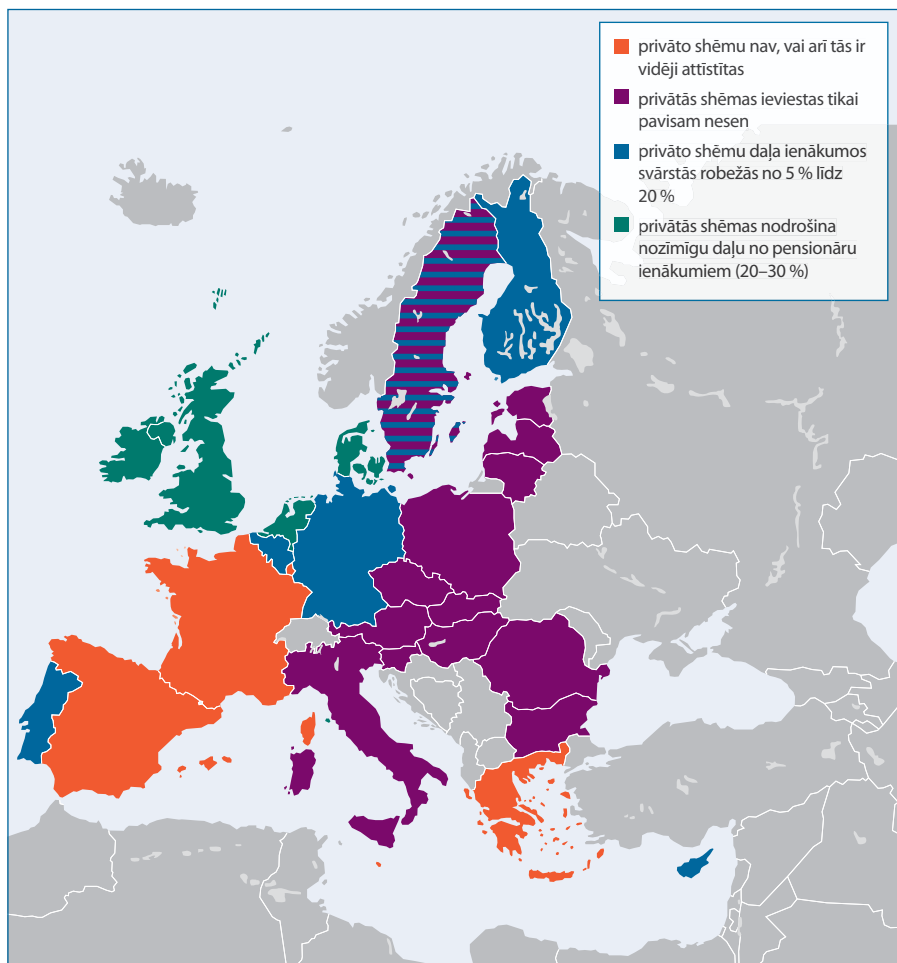 privāto shēmu nav, vai arī tās ir
vidēji attīstītas
privātās shēmas ieviestas tikai
pavisam nesen
privāto shēmu daļa ienākumos
svārstās robežās no 5 % līdz
20 %
privātās shēmas nodrošina
nozīmīgu daļu no pensionāru
ienākumiem (20–30 %)